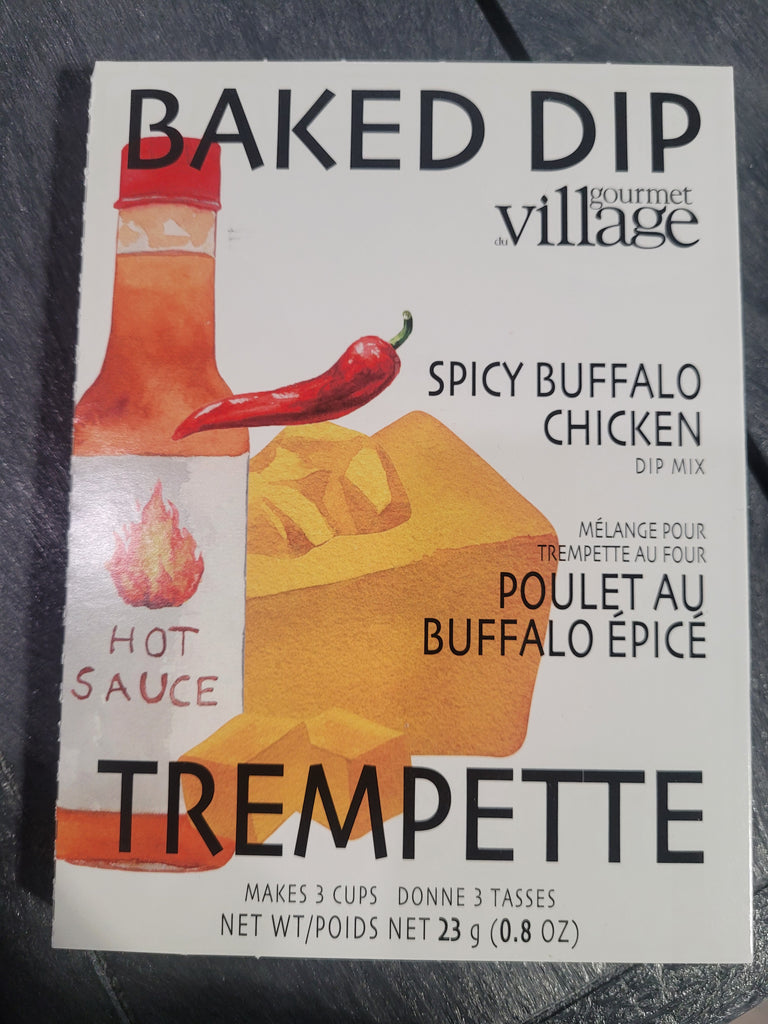 BAKED DIP
gourmet
du village
SPICY BUFFALO
CHICKEN
DIP MIX
MÉLANGE POUR
TREMPETTE AU FOUR
POULET AU
BUFFALO ÉPICÉ
HOT
SAUCE
TREMPETTE
MAKES 3 CUPS DONNE 3 TASSES
NET WT/POIDS NET 23 g (0.8 OZ)